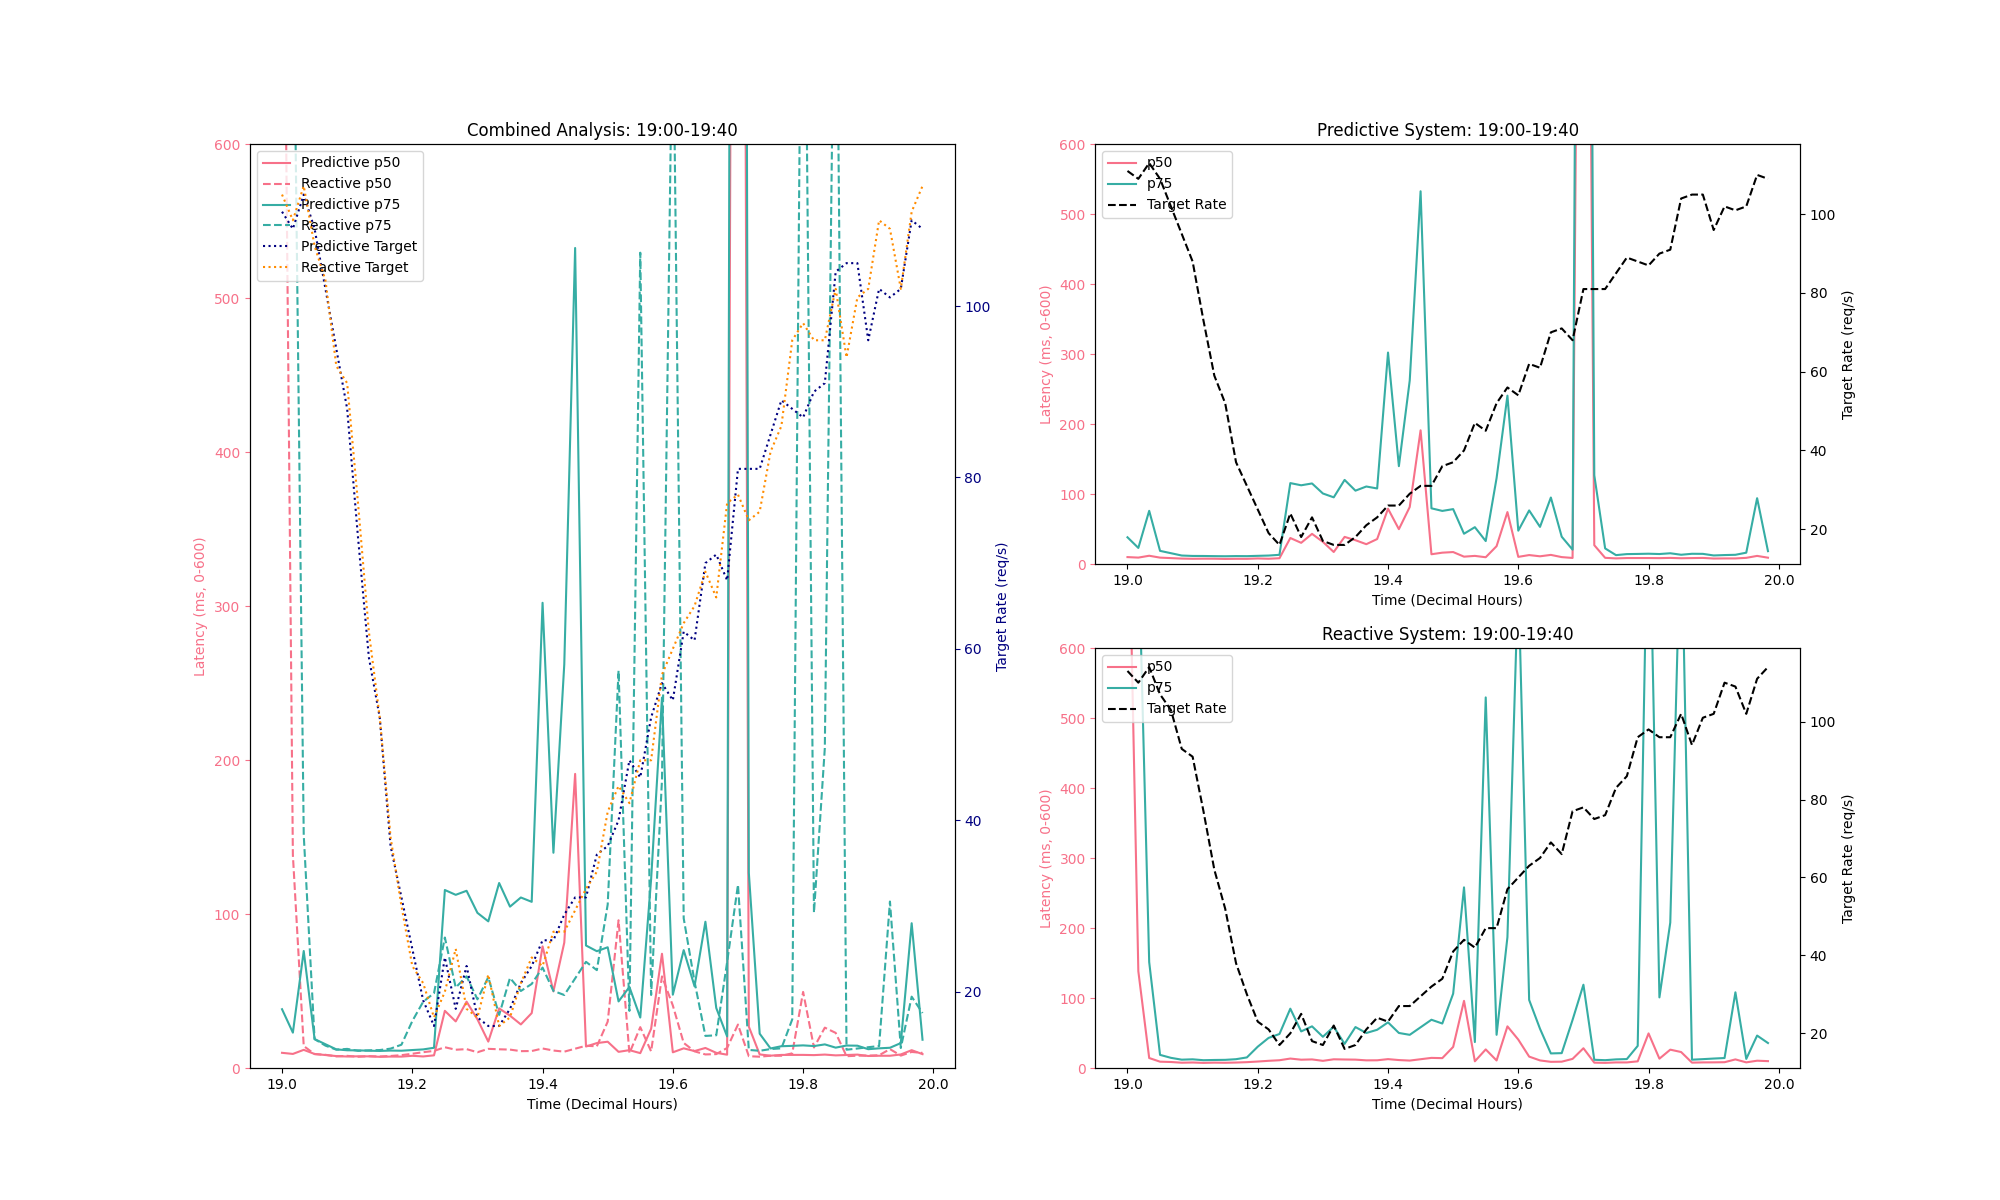 Combined Analysis: 19:00-19:40
600
500
400
300
200
100
0
Latency (ms, 0-600)
Predictive p50
Reactive p50
Predictive p75
Reactive p75
Predictive Target
Reactive Target
100
80
60
40
20
Target Rate (req/s)
19.0 19.2 19.4 19.6 19.8 20.0
Time (Decimal Hours)
Predictive System: 19:00-19:40
600
500
400
300
200
100
0
Latency (ms, 0-600)
p50
p75
Target Rate
100
80
60
40
20
Target Rate (req/s)
19.0 19.2 19.4 19.6 19.8 20.0
Time (Decimal Hours)
Reactive System: 19:00-19:40
600
500
400
300
200
100
0
Latency (ms, 0-600)
p50
p75
Target Rate
100
80
60
40
20
Target Rate (req/s)
19.0 19.2 19.4 19.6 19.8 20.0
Time (Decimal Hours)